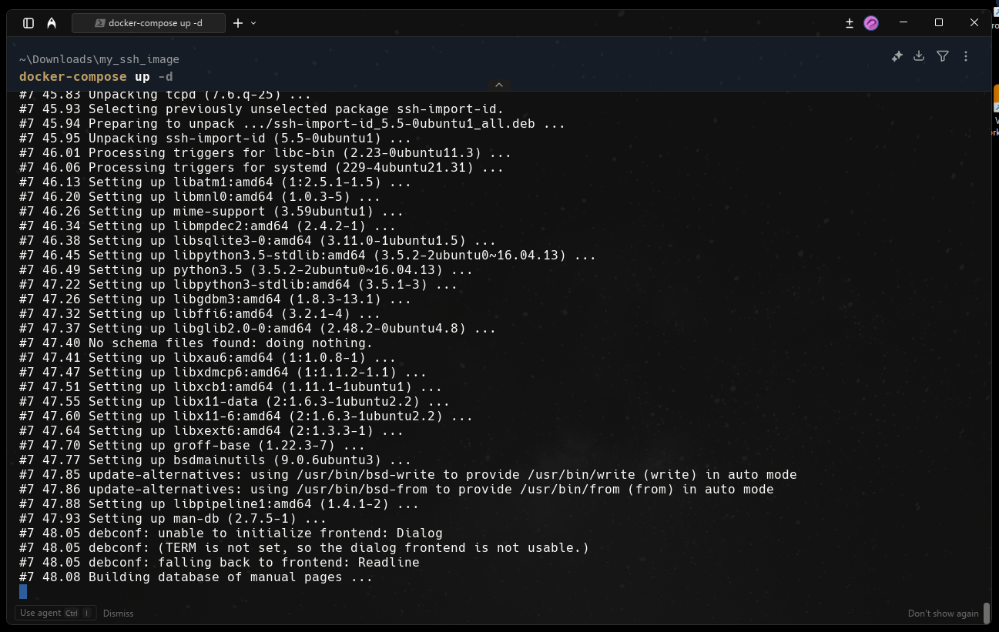 docker-compose up -d
~\Downloads\my_ssh_image
docker-compose up -d
#7 45.83 Unpacking tcpd (7.6.q-25) ...
#7 45.93 Selecting previously unselected package ssh-import-id.
#7 45.94 Preparing to unpack .../ssh-import-id_5.5-0ubuntu1_all.deb ...
#7 45.95 Unpacking ssh-import-id (5.5-0ubuntu1) ...
#7 46.01 Processing triggers for libc-bin (2.23-0ubuntu11.3) ...
#7 46.06 Processing triggers for systemd (229-4ubuntu21.31) ...
#7 46.13 Setting up libatm1:amd64 (1:2.5.1-1.5) ...
#7 46.20 Setting up libmnl0:amd64 (1.0.3-5) ...
#7 46.26 Setting up mime-support (3.59ubuntu1) ...
#7 46.34 Setting up libmpdec2:amd64 (2.4.2-1) ...
#7 46.38 Setting up libsqlite3-0:amd64 (3.11.0-1ubuntu1.5) ...
#7 46.45 Setting up libpython3.5-stdlib:amd64 (3.5.2-2ubuntu0~16.04.13) ...
#7 46.49 Setting up python3.5 (3.5.2-2ubuntu0~16.04.13) ...
#7 47.22 Setting up libpython3-stdlib:amd64 (3.5.1-3) ...
#7 47.26 Setting up libgdbm3:amd64 (1.8.3-13.1) ...
#7 47.32 Setting up libffi6:amd64 (3.2.1-4) ...
#7 47.37 Setting up libglib2.0-0:amd64 (2.48.2-0ubuntu4.8) ...
#7 47.40 No schema files found: doing nothing.
#7 47.41 Setting up libxau6:amd64 (1:1.0.8-1) ...
#7 47.47 Setting up libxdmcp6:amd64 (1:1.1.2-1.1) ...
#7 47.51 Setting up libxcb1:amd64 (1.11.1-1ubuntu1) ...
#7 47.55 Setting up libx11-data (2:1.6.3-1ubuntu2.2) ...
#7 47.60 Setting up libx11-6:amd64 (2:1.6.3-1ubuntu2.2) ...
#7 47.64 Setting up libxext6:amd64 (2:1.3.3-1) ...
#7 47.70 Setting up groff-base (1.22.3-7) ...
#7 47.77 Setting up bsdmainutils (9.0.6ubuntu3) ...
#7 47.85 update-alternatives: using /usr/bin/bsd-write to provide /usr/bin/write (write) in auto mode
#7 47.86 update-alternatives: using /usr/bin/bsd-from to provide /usr/bin/from (from) in auto mode
#7 47.88 Setting up libpipeline1:amd64 (1.4.1-2) ...
#7 47.93 Setting up man-db (2.7.5-1) ...
#7 48.05 debconf: unable to initialize frontend: Dialog
#7 48.05 debconf: (TERM is not set, so the dialog frontend is not usable.)
#7 48.05 debconf: falling back to frontend: Readline
#7 48.08 Building database of manual pages ...
Use agent Ctrl I Dismiss Don't show again